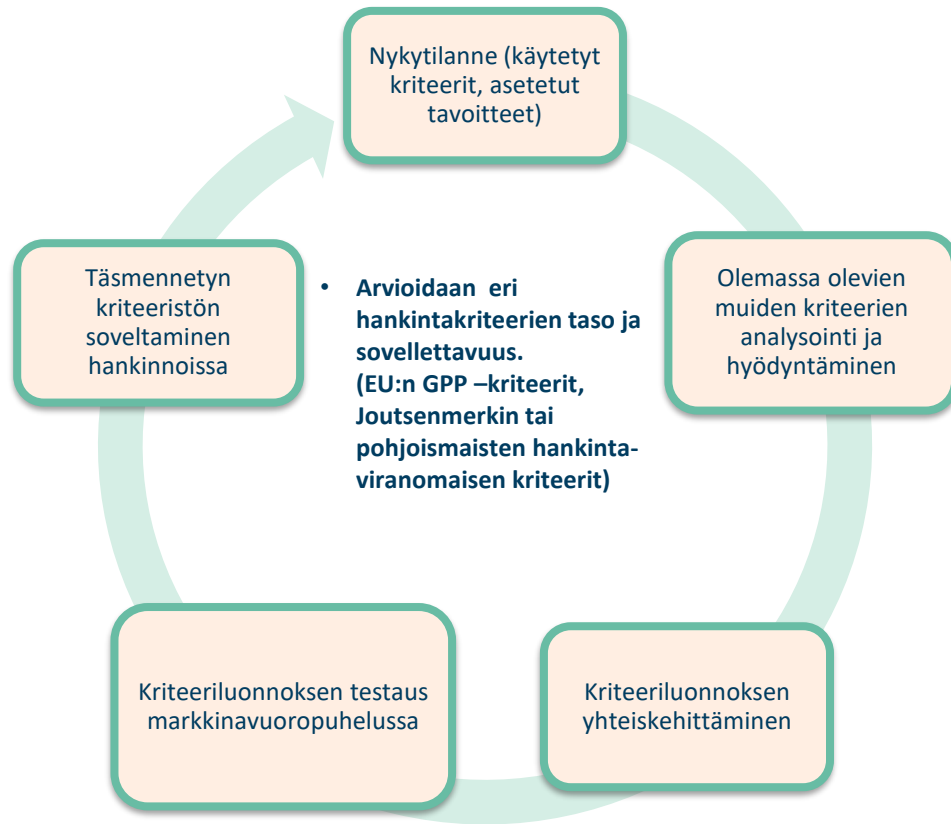 Nykytilanne (käytetyt
kriteerit, asetetut
tavoitteet)
Olemassa olevien
muiden kriteerien
analysointi ja
hyödyntäminen
Kriteeriluonnoksen
yhteiskehittäminen
Kriteeriluonnoksen testaus
markkinavuoropuhelussa
Täsmennetyn
kriteeristön
soveltaminen
hankinnoissa
• Arvioidaan eri
hankintakriteerien taso ja
sovellettavuus.
(EU:n GPP –kriteerit,
Joutsenmerkin tai
pohjoismaisten hankinta-
viranomaisen kriteerit)